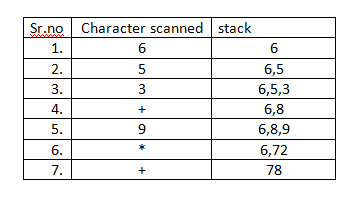 Sr.no Character scanned stack
1. 6 6
2. 5 6,5
3. 3 6,5,3
4. + 6,8
5. 9 6,8,9
6. * 6,72
7. + 78